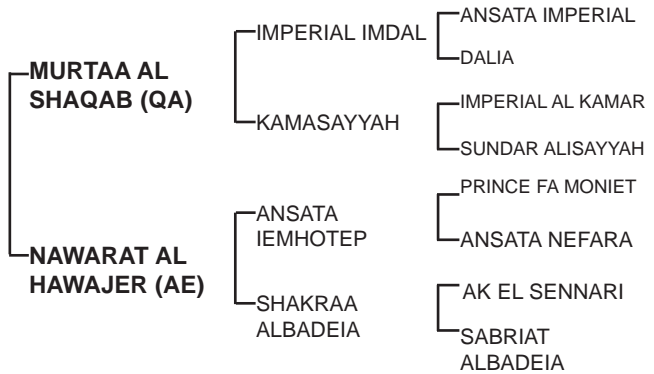 ANSATA IMPERIAL
IMPERIAL IMDAL
DALIA
MURTAA AL
SHAQAB (QA)
IMPERIAL AL KAMAR
KAMASAYYAH
SUNDAR ALISAYYAH
PRINCE FA MONIET
ANSATA
IEMHOTEP
ANSATA NEFARA
NAWARAT AL
HAWAJER (AE)
AK EL SENNARI
SHAKRAA
ALBADEIA
SABRIAT
ALBADEIA